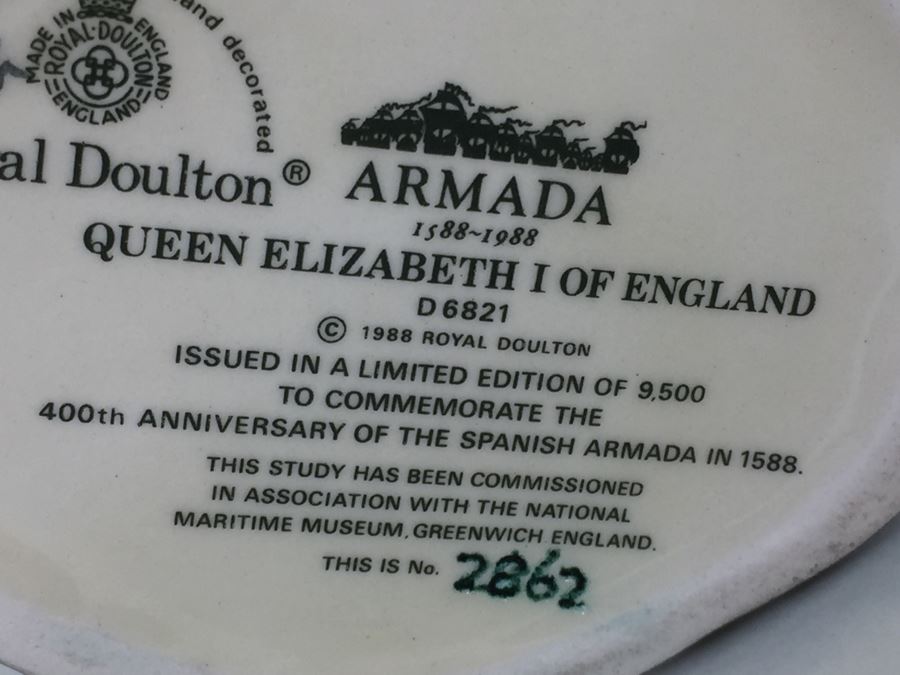 and decorated
MADE IN ENGLAND
ROYAL·DOULTON
ENGLAND
al Doulton®
ARMADA
1588~1988
QUEEN ELIZABETH I OF ENGLAND
D 6821
© 1988 ROYAL DOULTON
ISSUED IN A LIMITED EDITION OF 9,500
TO COMMEMORATE THE
400th ANNIVERSARY OF THE SPANISH ARMADA IN 1588.
THIS STUDY HAS BEEN COMMISSIONED
IN ASSOCIATION WITH THE NATIONAL
MARITIME MUSEUM, GREENWICH ENGLAND.
THIS IS No. 2862